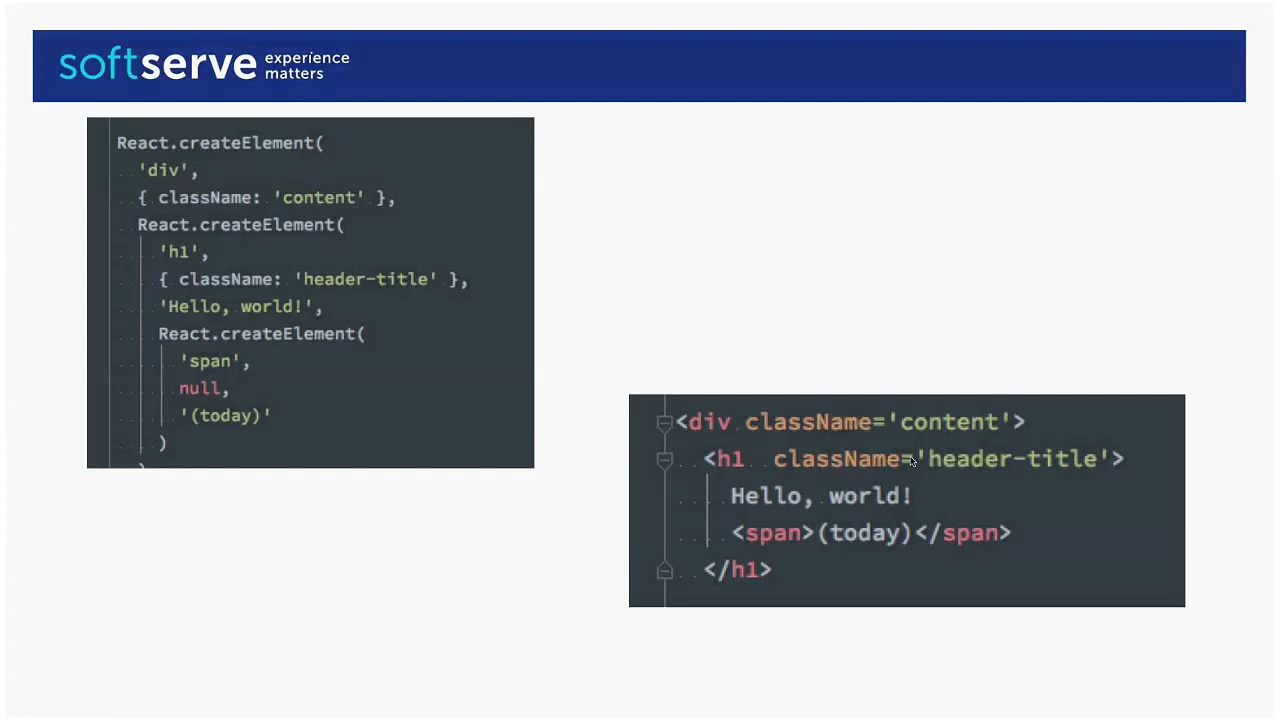 softserve experience
matters
React.createElement(
'div',
{ className: 'content' },
React.createElement(
'h1',
{ className: 'header-title' },
'Hello, world!',
React.createElement(
'span',
null,
'(today)'
)
)
<div className='content'>
<h1 className='header-title'>
Hello, world!
<span>(today)</span>
</h1>